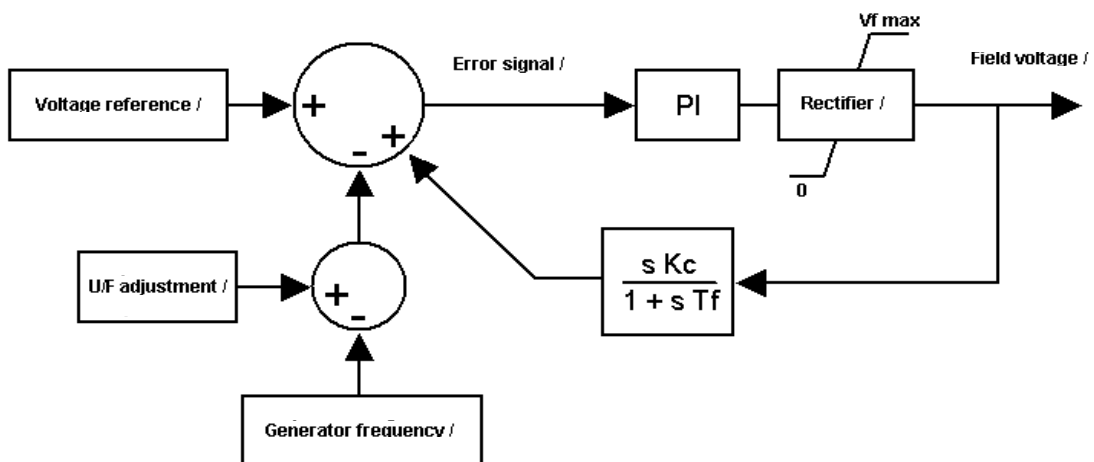 Vf max
Error signal /
Field voltage /
Voltage reference /
+
+
-
PI
Rectifier /
0
U/F adjustment /
+
-
s Kc
1 + s Tf
Generator frequency /